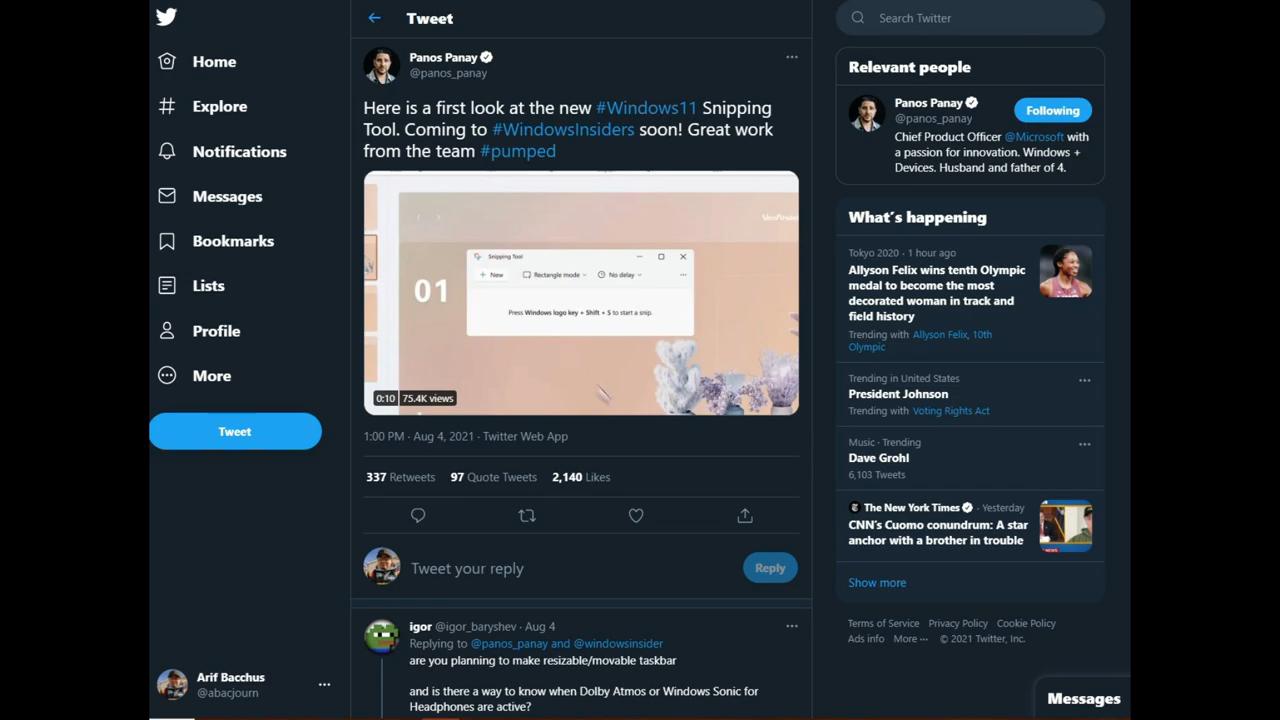 Home
Explore
Notifications
Messages
Bookmarks
Lists
Profile
More
Tweet
Arif Bacchus
@abacjourn
Tweet
Panos Panay
@panos_panay
Here is a first look at the new #Windows11 Snipping
Tool. Coming to #WindowsInsiders soon! Great work
from the team #pumped
01
Snipping Tool
New
Rectangle mode
No delay
Press Windows logo key + Shift + S to start a snip.
0:10
75.4K views
1:00 PM · Aug 4, 2021 · Twitter Web App
337 Retweets 97 Quote Tweets 2,140 Likes
Tweet your reply
Reply
igor @igor_baryshev · Aug 4
Replying to @panos_panay and @windowsinsider
are you planning to make resizable/movable taskbar
and is there a way to know when Dolby Atmos or Windows Sonic for
Headphones are active?
Search Twitter
Relevant people
Panos Panay
@panos_panay
Following
Chief Product Officer @Microsoft with
a passion for innovation. Windows +
Devices. Husband and father of 4.
What's happening
Tokyo 2020 · 1 hour ago
Allyson Felix wins tenth Olympic
medal to become the most
decorated woman in track and
field history
Trending with Allyson Felix, 10th
Olympic
Trending in United States
President Johnson
Trending with Voting Rights Act
Music · Trending
Dave Grohl
6,103 Tweets
The New York Times · Yesterday
CNN's Cuomo conundrum: A star
anchor with a brother in trouble
NEWS
Show more
Terms of Service Privacy Policy Cookie Policy
Ads info More ··· © 2021 Twitter, Inc.
Messages